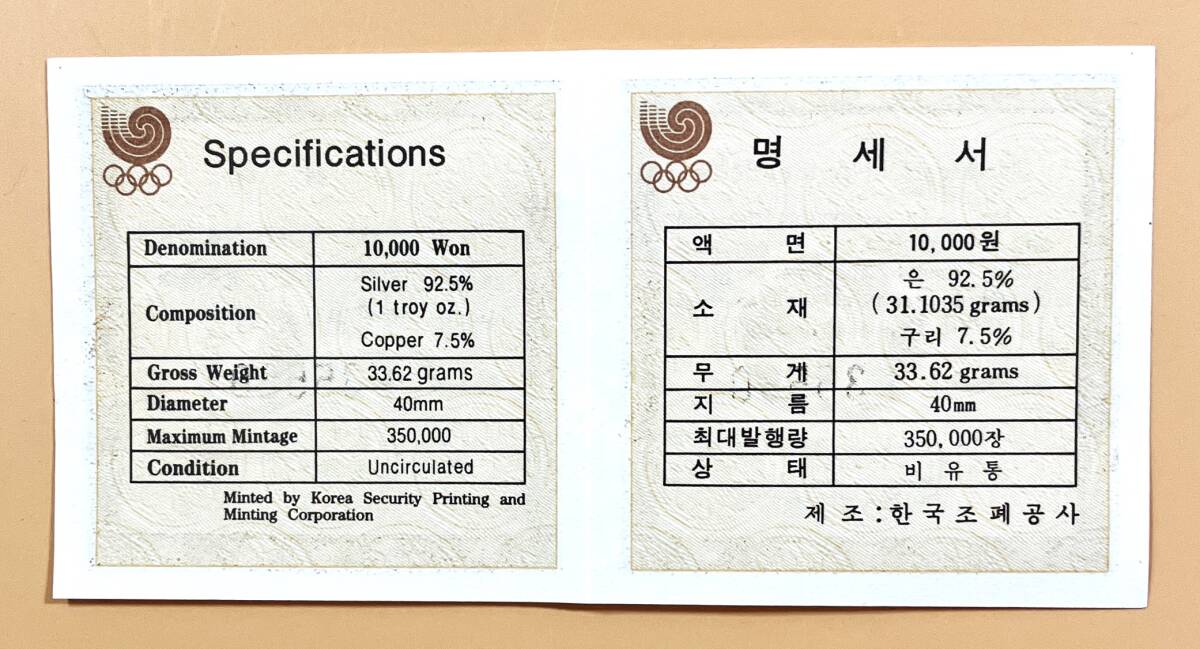 Specifications
Denomination 10,000 Won
Composition Silver 92.5%
(1 troy oz.)
Copper 7.5%
Gross Weight 33.62 grams
Diameter 40mm
Maximum Mintage 350,000
Condition Uncirculated
Minted by Korea Security Printing and
Minting Corporation
명 세 서
액 면 10,000원
소 재 은 92.5%
(31.1035 grams)
구리 7.5%
무 게 33.62 grams
지 름 40mm
최대발행량 350,000장
상 태 비 유 통
제 조 : 한국조폐공사